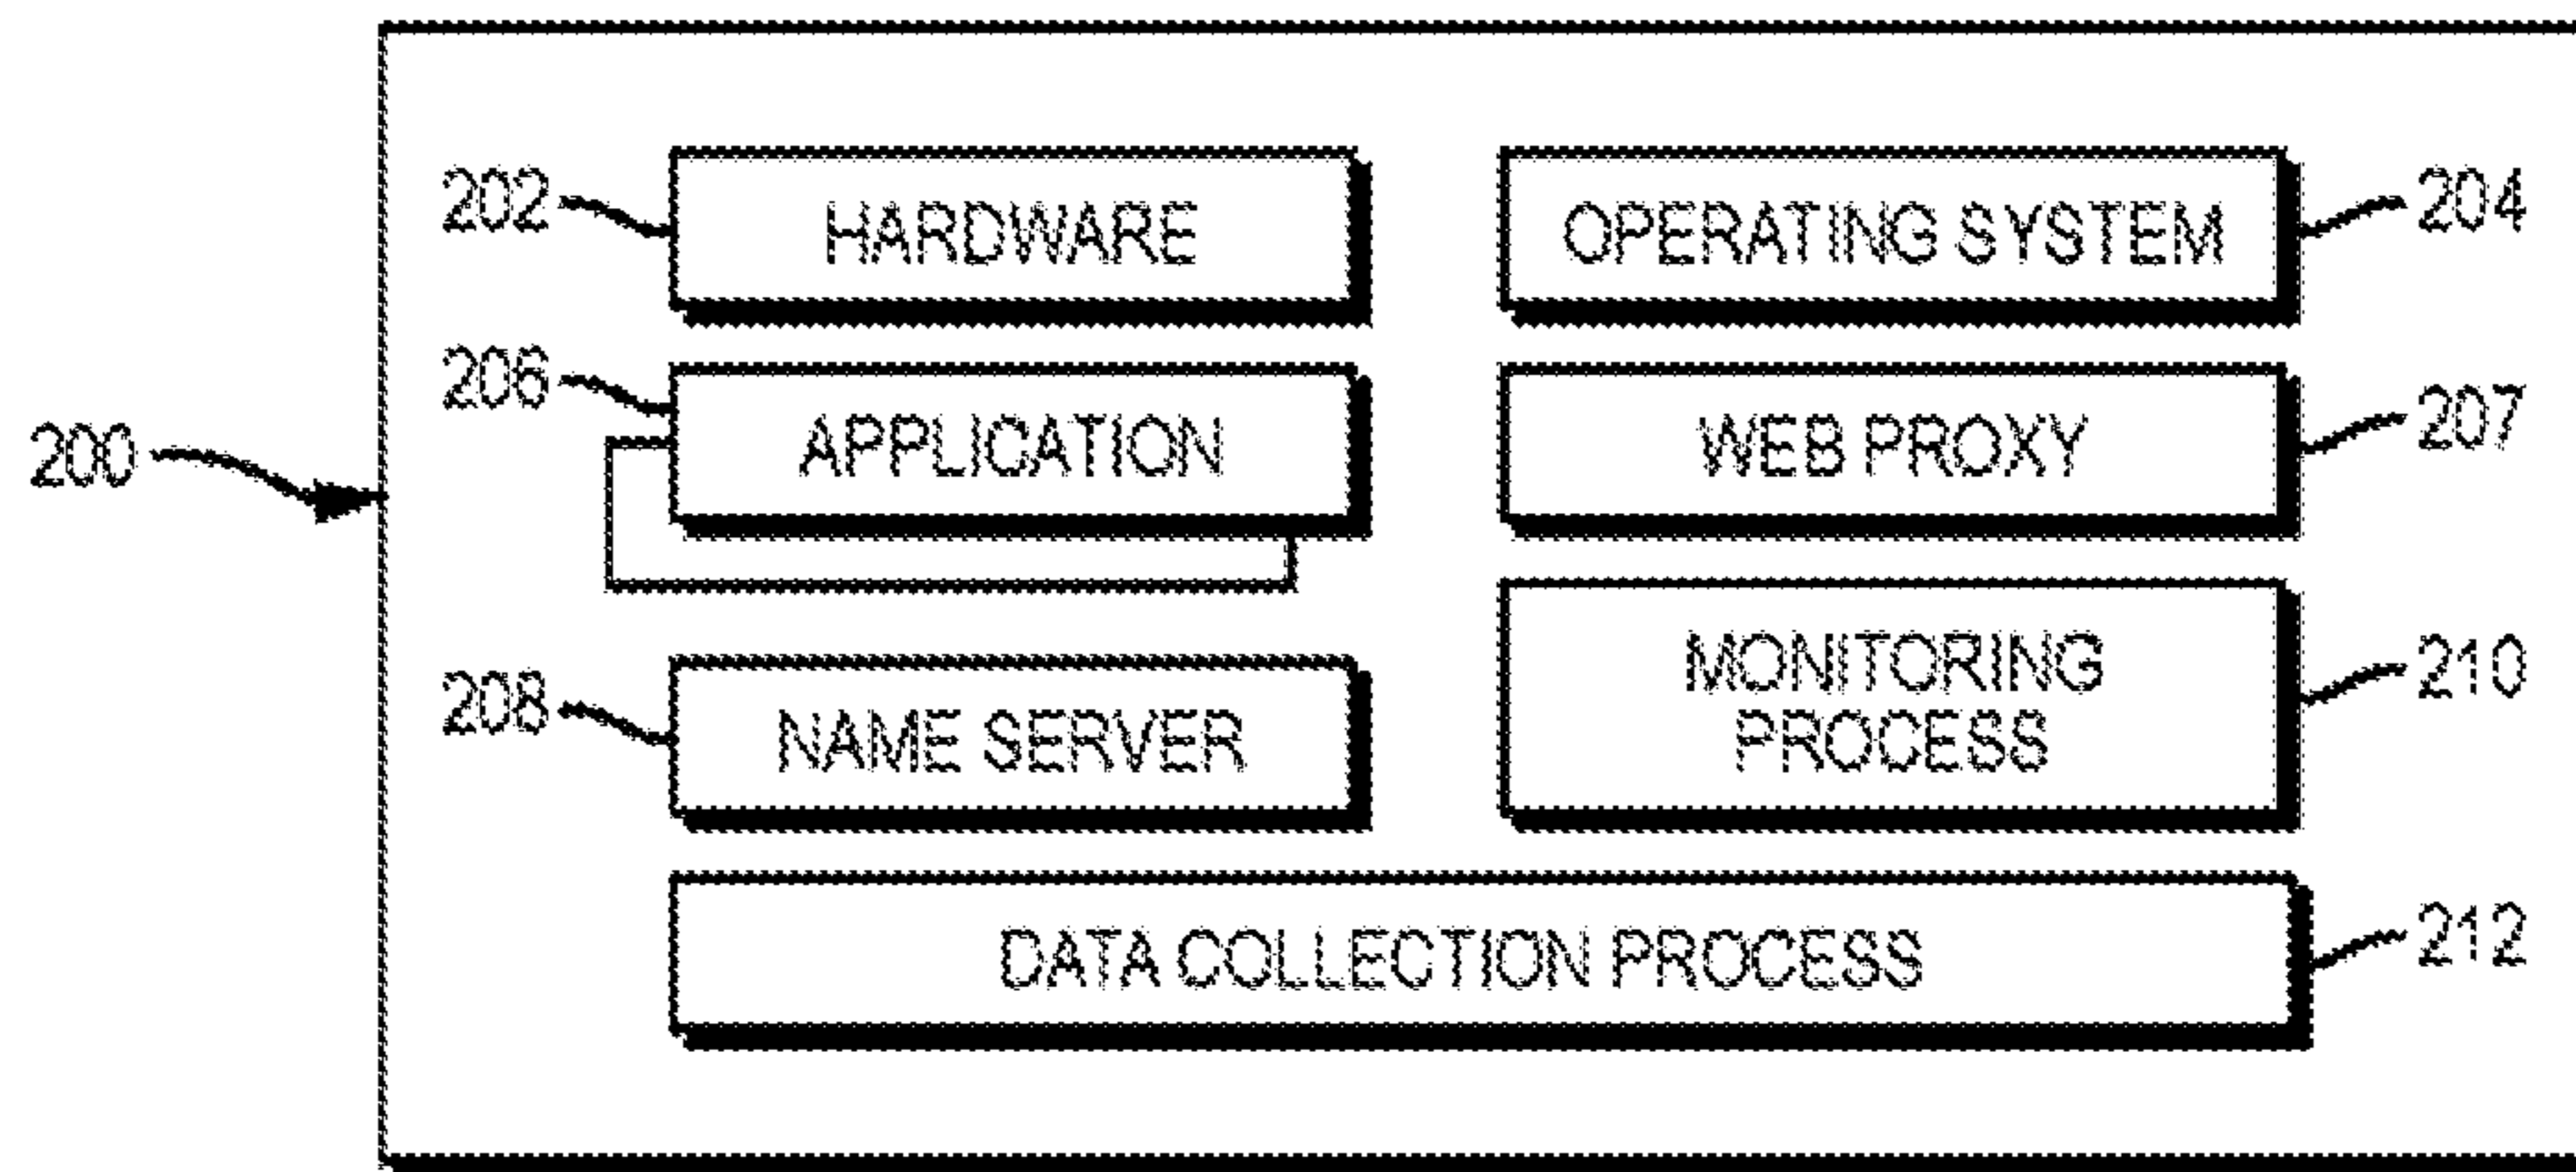 202 HARDWARE OPERATING SYSTEM 204
206 APPLICATION WEB PROXY 207
200
208 NAME SERVER MONITORING PROCESS 210
DATA COLLECTION PROCESS 212